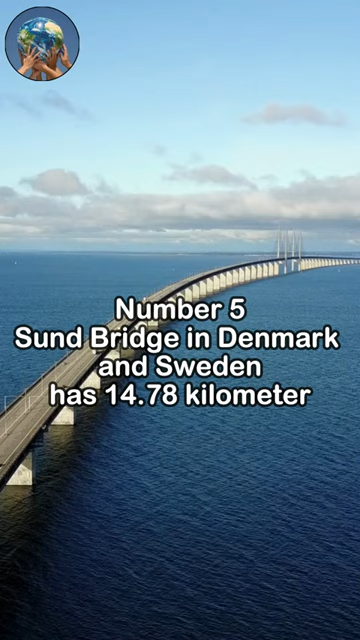 Number 5
Sund Bridge in Denmark
and Sweden
has 14.78 kilometer